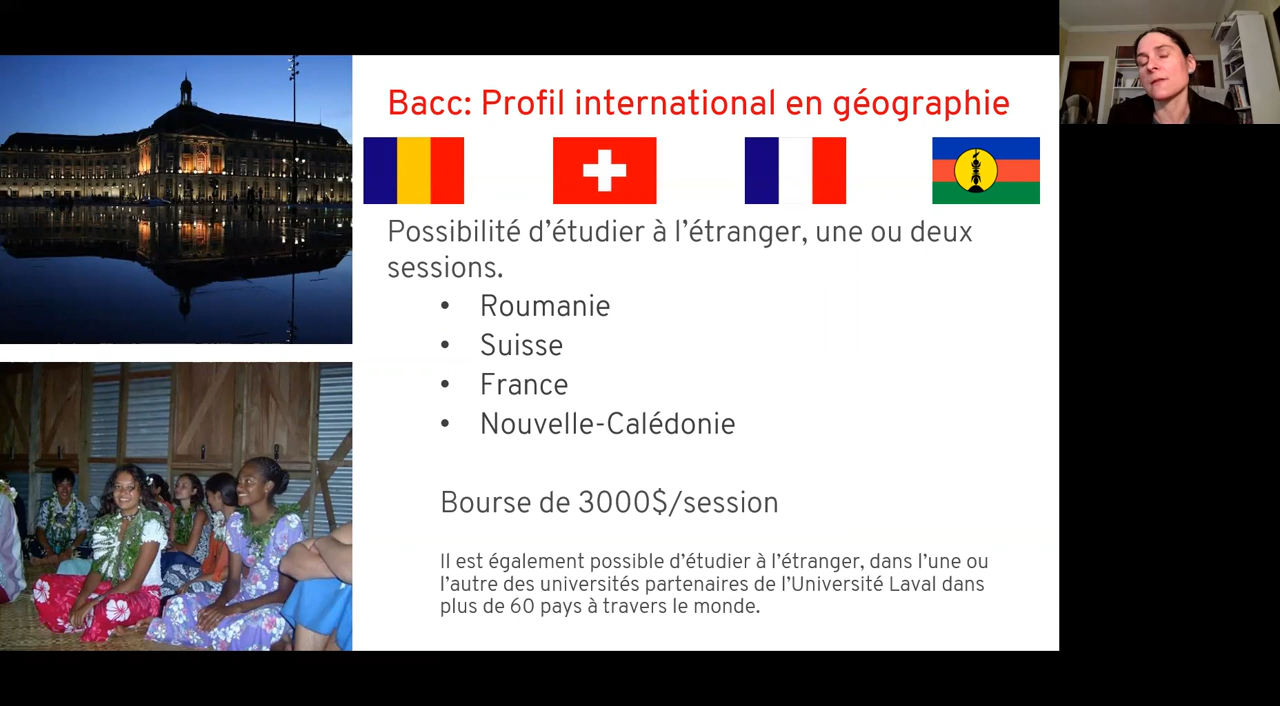 Bacc: Profil international en géographie
Possibilité d’étudier à l’étranger, une ou deux
sessions.
• Roumanie
• Suisse
• France
• Nouvelle-Calédonie
Bourse de 3000$/session
Il est également possible d’étudier à l’étranger, dans l’une ou
l’autre des universités partenaires de l’Université Laval dans
plus de 60 pays à travers le monde.